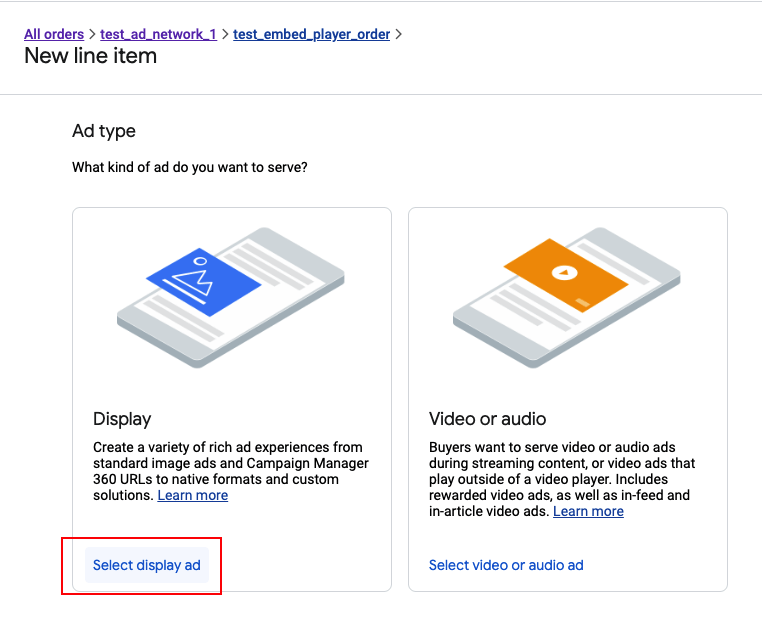 All orders > test_ad_network_1 > test_embed_player_order >
New line item
Ad type
What kind of ad do you want to serve?
Display
Create a variety of rich ad experiences from
standard image ads and Campaign Manager
360 URLs to native formats and custom
solutions. Learn more
Select display ad
Video or audio
Buyers want to serve video or audio ads
during streaming content, or video ads that
play outside of a video player. Includes
rewarded video ads, as well as in-feed and
in-article video ads. Learn more
Select video or audio ad